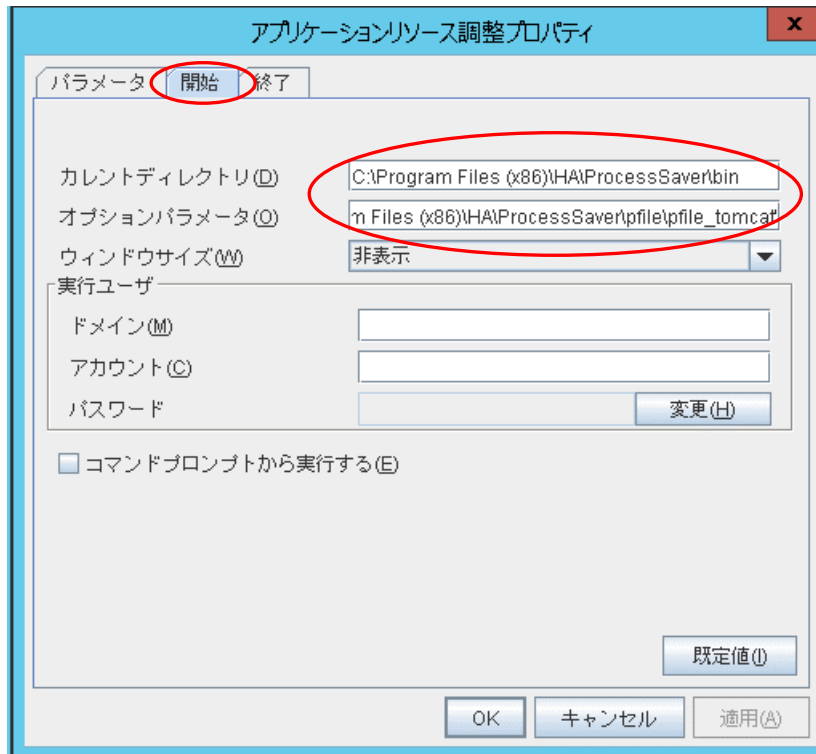 アプリケーションリソース調整プロパティ x
パラメータ 開始 終了
カレントディレクトリ(D) C:\Program Files (x86)\HA\ProcessSaver\bin
オプションパラメータ(O) m Files (x86)\HA\ProcessSaver\pfile\pfile_tomcat"
ウィンドウサイズ(W) 非表示
実行ユーザ
ドメイン(M)
アカウント(C)
パスワード 変更(H)
コマンドプロンプトから実行する(E)
既定値(I)
OK キャンセル 適用(A)